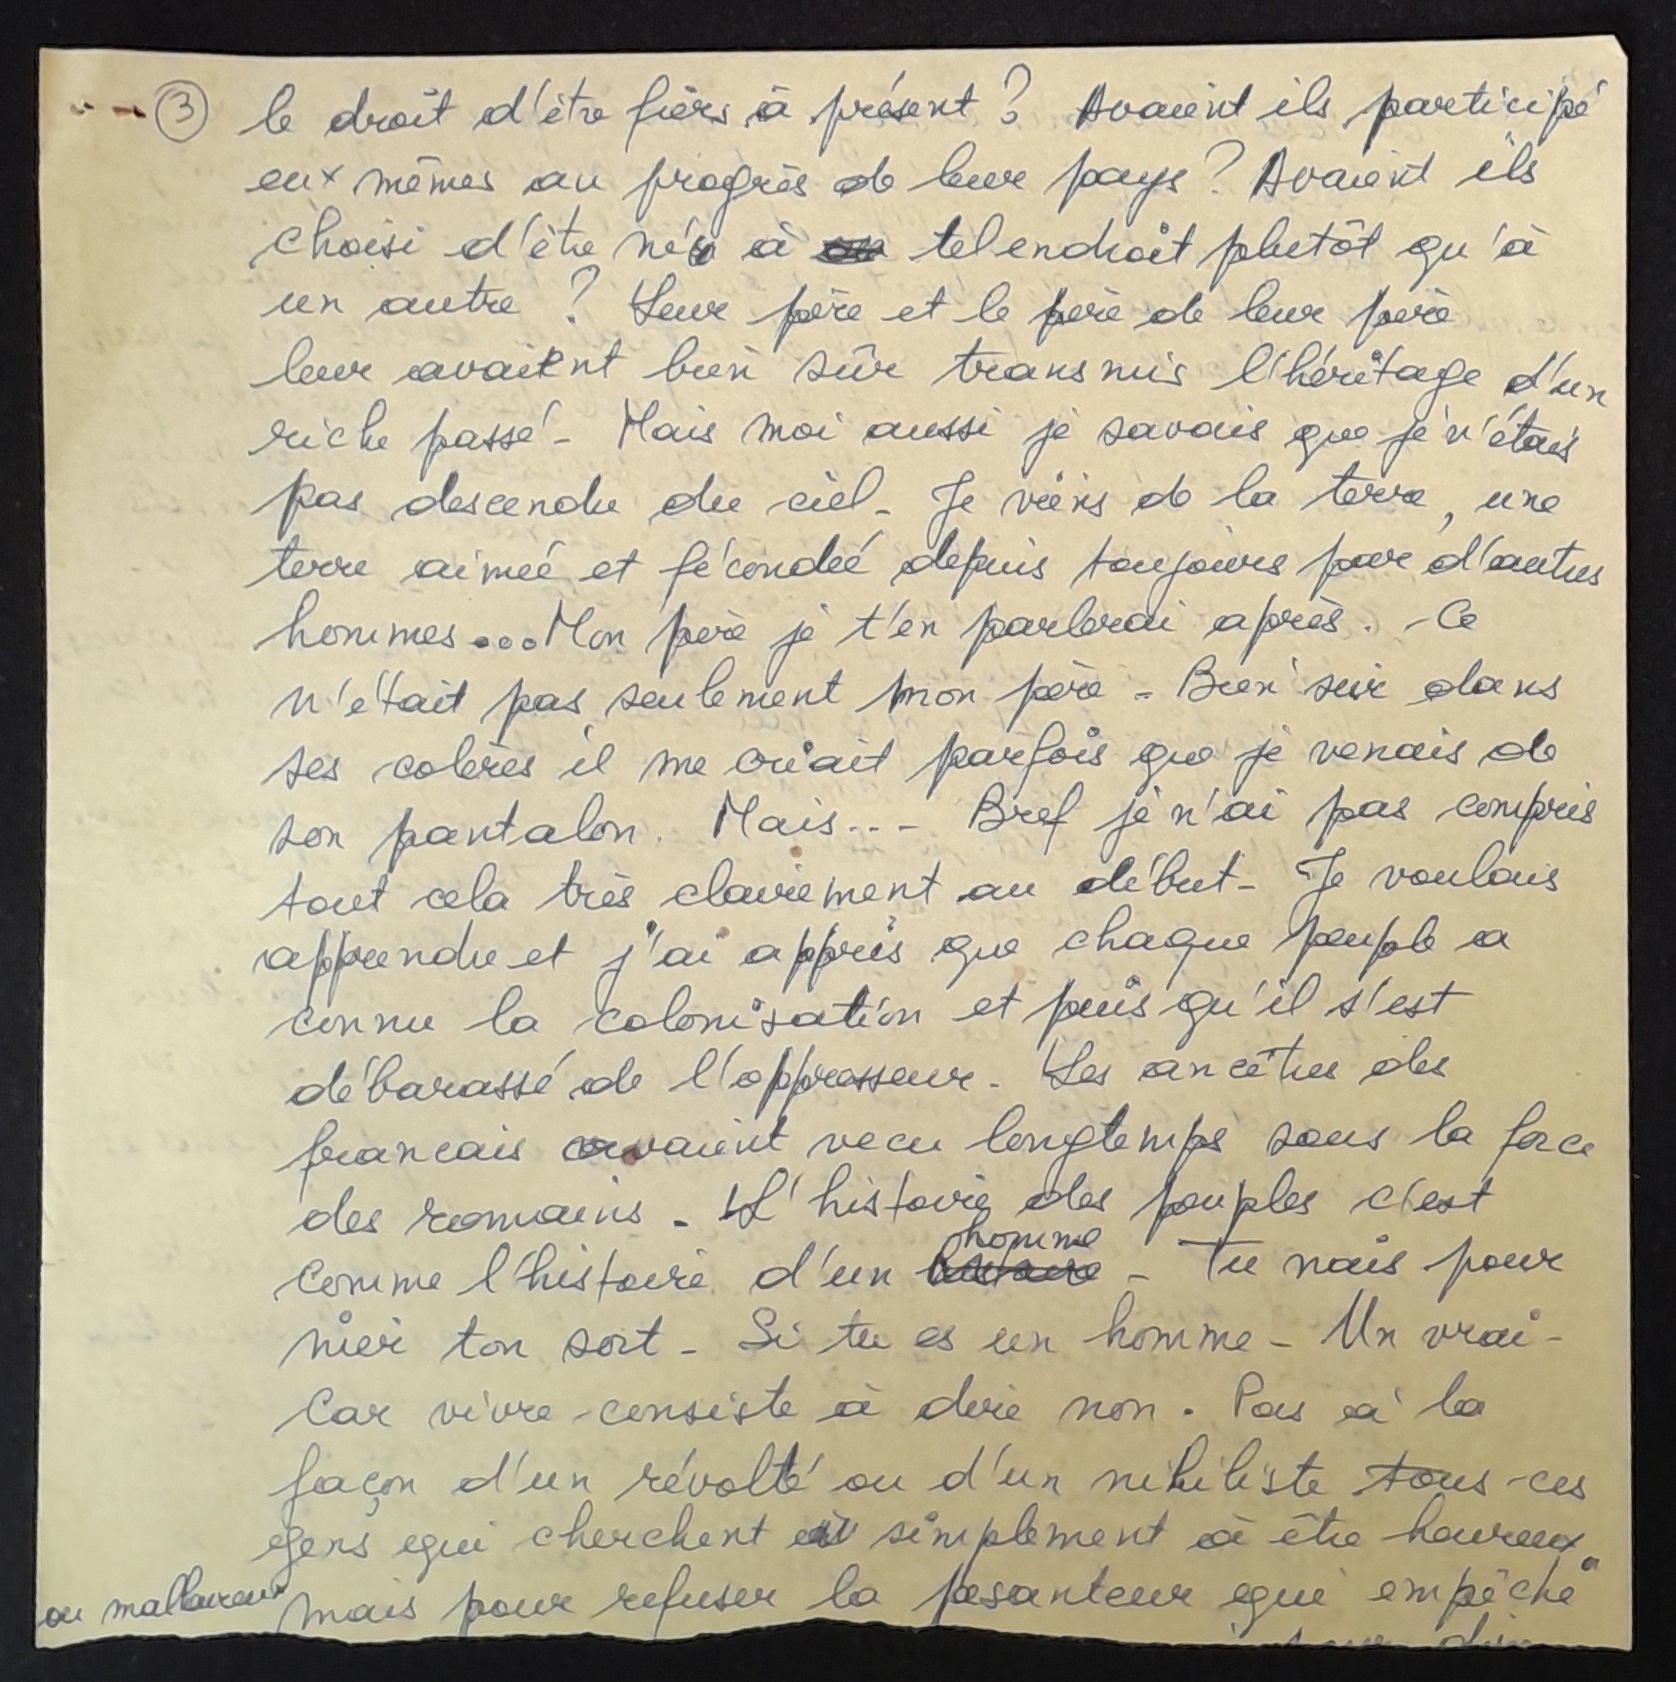 ③ le droit d'être fiers à présent ? Avaient ils participé
eux mêmes au progrès de leur pays ? Avaient ils
choisi d'être nés à tel endroit plutôt qu'à
un autre ? Leur père et le père de leur père
leur avaient bien sûr transmis l'héritage d'un
riche passé - Mais moi aussi je savais que je n'étais
pas descendu du ciel - Je viens de la terre, une
terre aimée et fécondée depuis toujours par d'autres
hommes... Mon père je t'en parlerai après. - Ce
n'était pas seulement mon père - Bien sûr dans
ses colères il me criait parfois que je venais de
son pantalon. Mais... - Bref je n'ai pas compris
tout cela très clairement au début - Je voulais
apprendre et j'ai appris que chaque peuple a
connu la colonisation et puis qu'il s'est
débarassé de l'oppresseur - Les ancêtres des
francais avaient vecu longtemps sous la force
des romains - L'histoire des peuples c'est
comme l'histoire d'un homme - Tu nais pour
nier ton sort - Si tu es un homme - Un vrai -
Car vivre consiste à dire non. Pas à la
façon d'un révolté ou d'un nihiliste tous ces
gens qui cherchent simplement à être heureux
ou malheureux mais pour refuser la pesanteur qui empêche